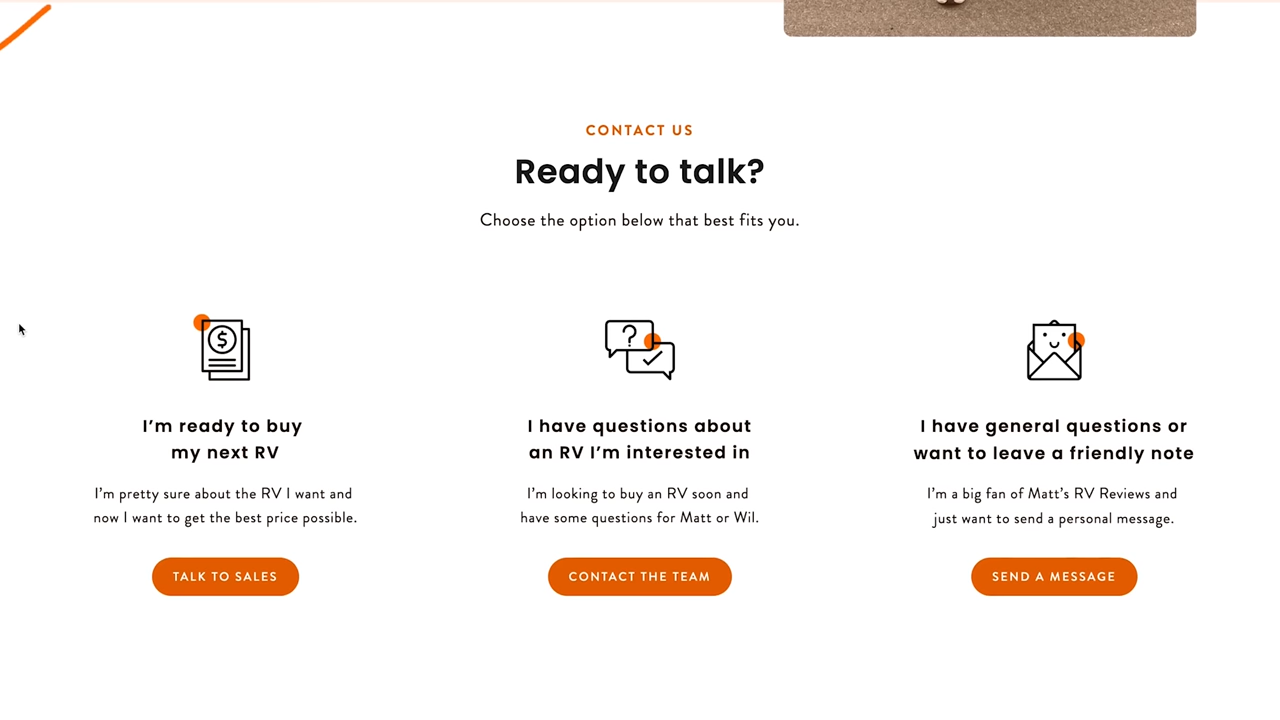 CONTACT US
Ready to talk?
Choose the option below that best fits you.
$
I'm ready to buy
my next RV
I'm pretty sure about the RV I want and
now I want to get the best price possible.
TALK TO SALES
?
I have questions about
an RV I'm interested in
I'm looking to buy an RV soon and
have some questions for Matt or Wil.
CONTACT THE TEAM
I have general questions or
want to leave a friendly note
I'm a big fan of Matt's RV Reviews and
just want to send a personal message.
SEND A MESSAGE